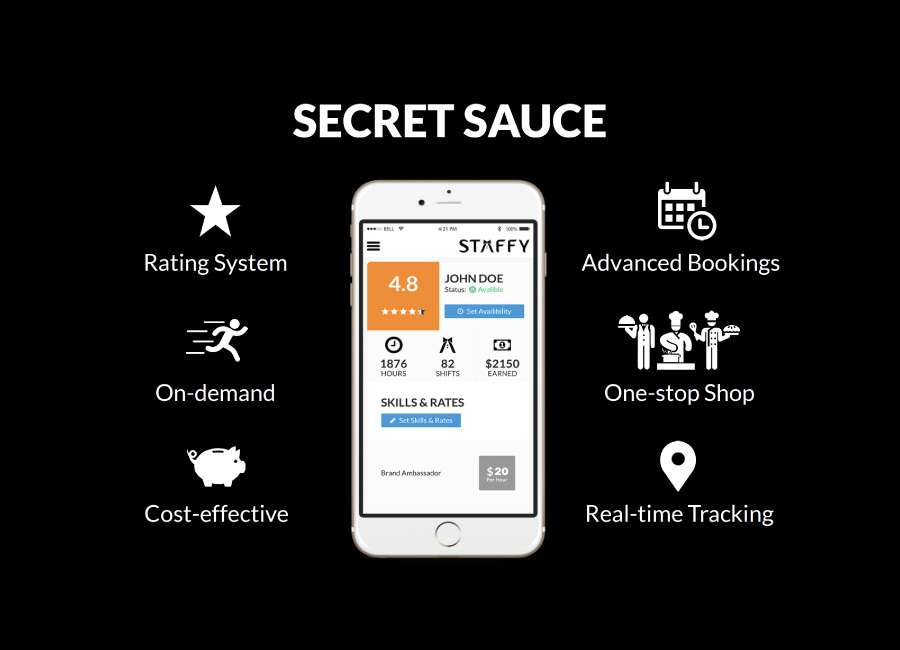 SECRET SAUCE
Rating System
On-demand
Cost-effective
BELL
4:21 PM
100%
STAFFY
4.8
JOHN DOE
Status: Availible
Set Availibility
1876
HOURS
82
SHIFTS
$2150
EARNED
SKILLS & RATES
Set Skills & Rates
Brand Ambassador
$20
Per Hour
Advanced Bookings
One-stop Shop
Real-time Tracking